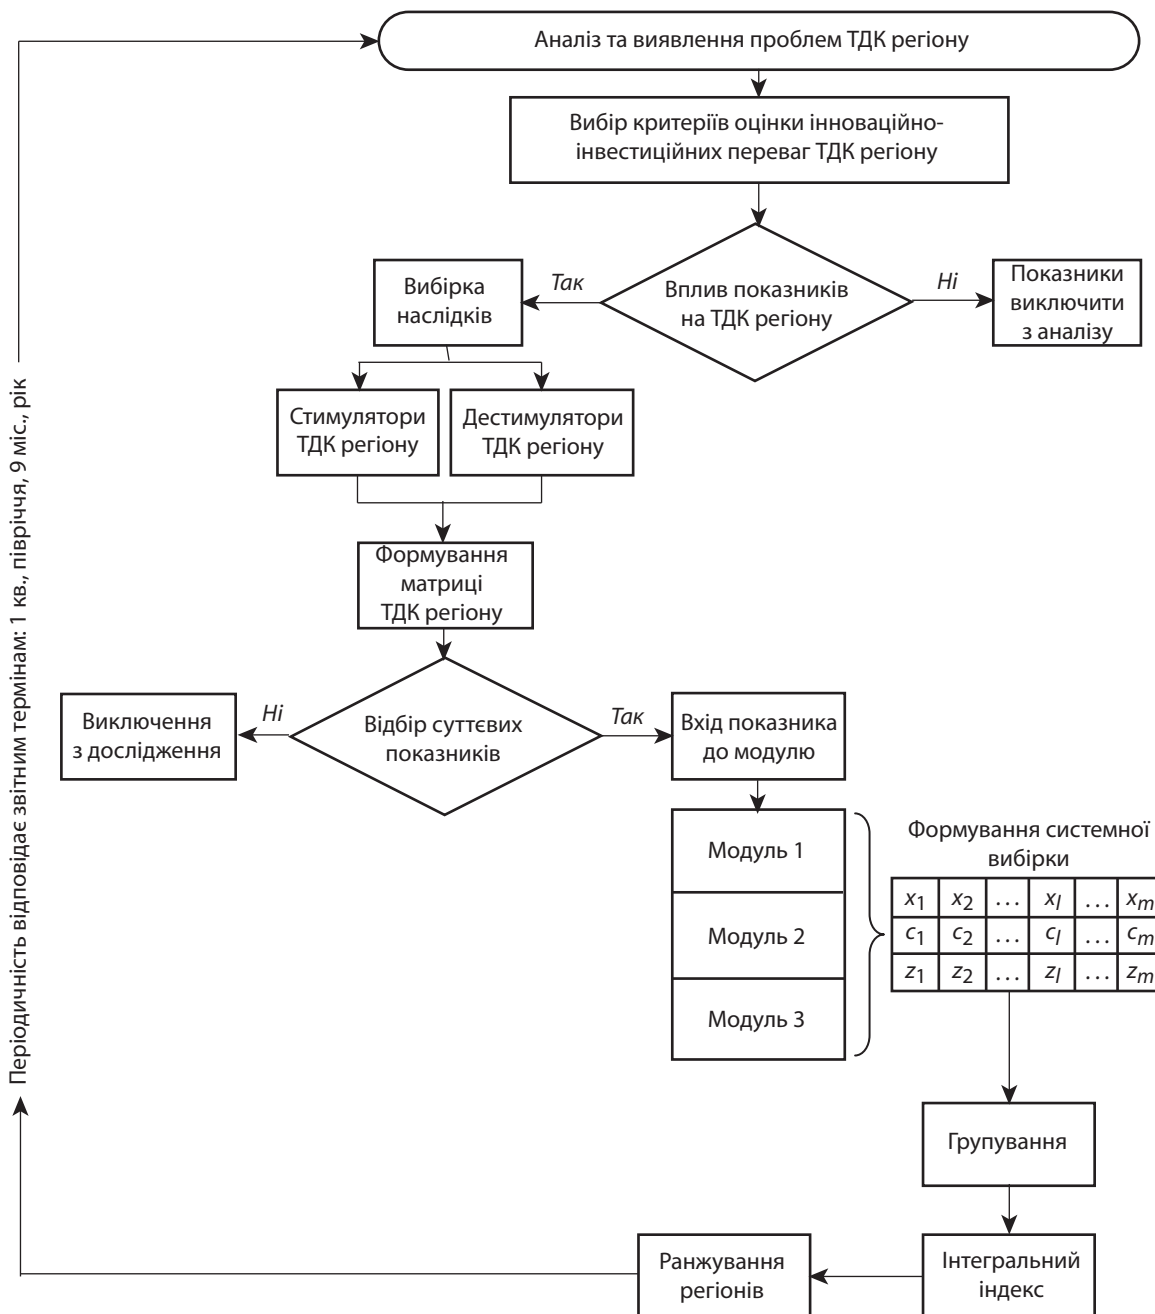 Аналіз та виявлення проблем ТДК регіону
Вибір критеріїв оцінки інноваційно-
інвестиційних переваг ТДК регіону
Вибірка
наслідків
Так
Вплив показників
на ТДК регіону
Ні
Показники
виключити
з аналізу
Стимулятори
ТДК регіону
Дестимулятори
ТДК регіону
Формування
матриці
ТДК регіону
Виключення
з дослідження
Ні
Відбір суттєвих
показників
Так
Вхід показника
до модулю
Модуль 1
Модуль 2
Модуль 3
Формування системної
вибірки
x1 x2 ... xl ... xm
c1 c2 ... cl ... cm
z1 z2 ... zl ... zm
Групування
Інтегральний
індекс
Ранжування
регіонів
Періодичність відповідає звітним термінам: 1 кв., півріччя, 9 міс., рік